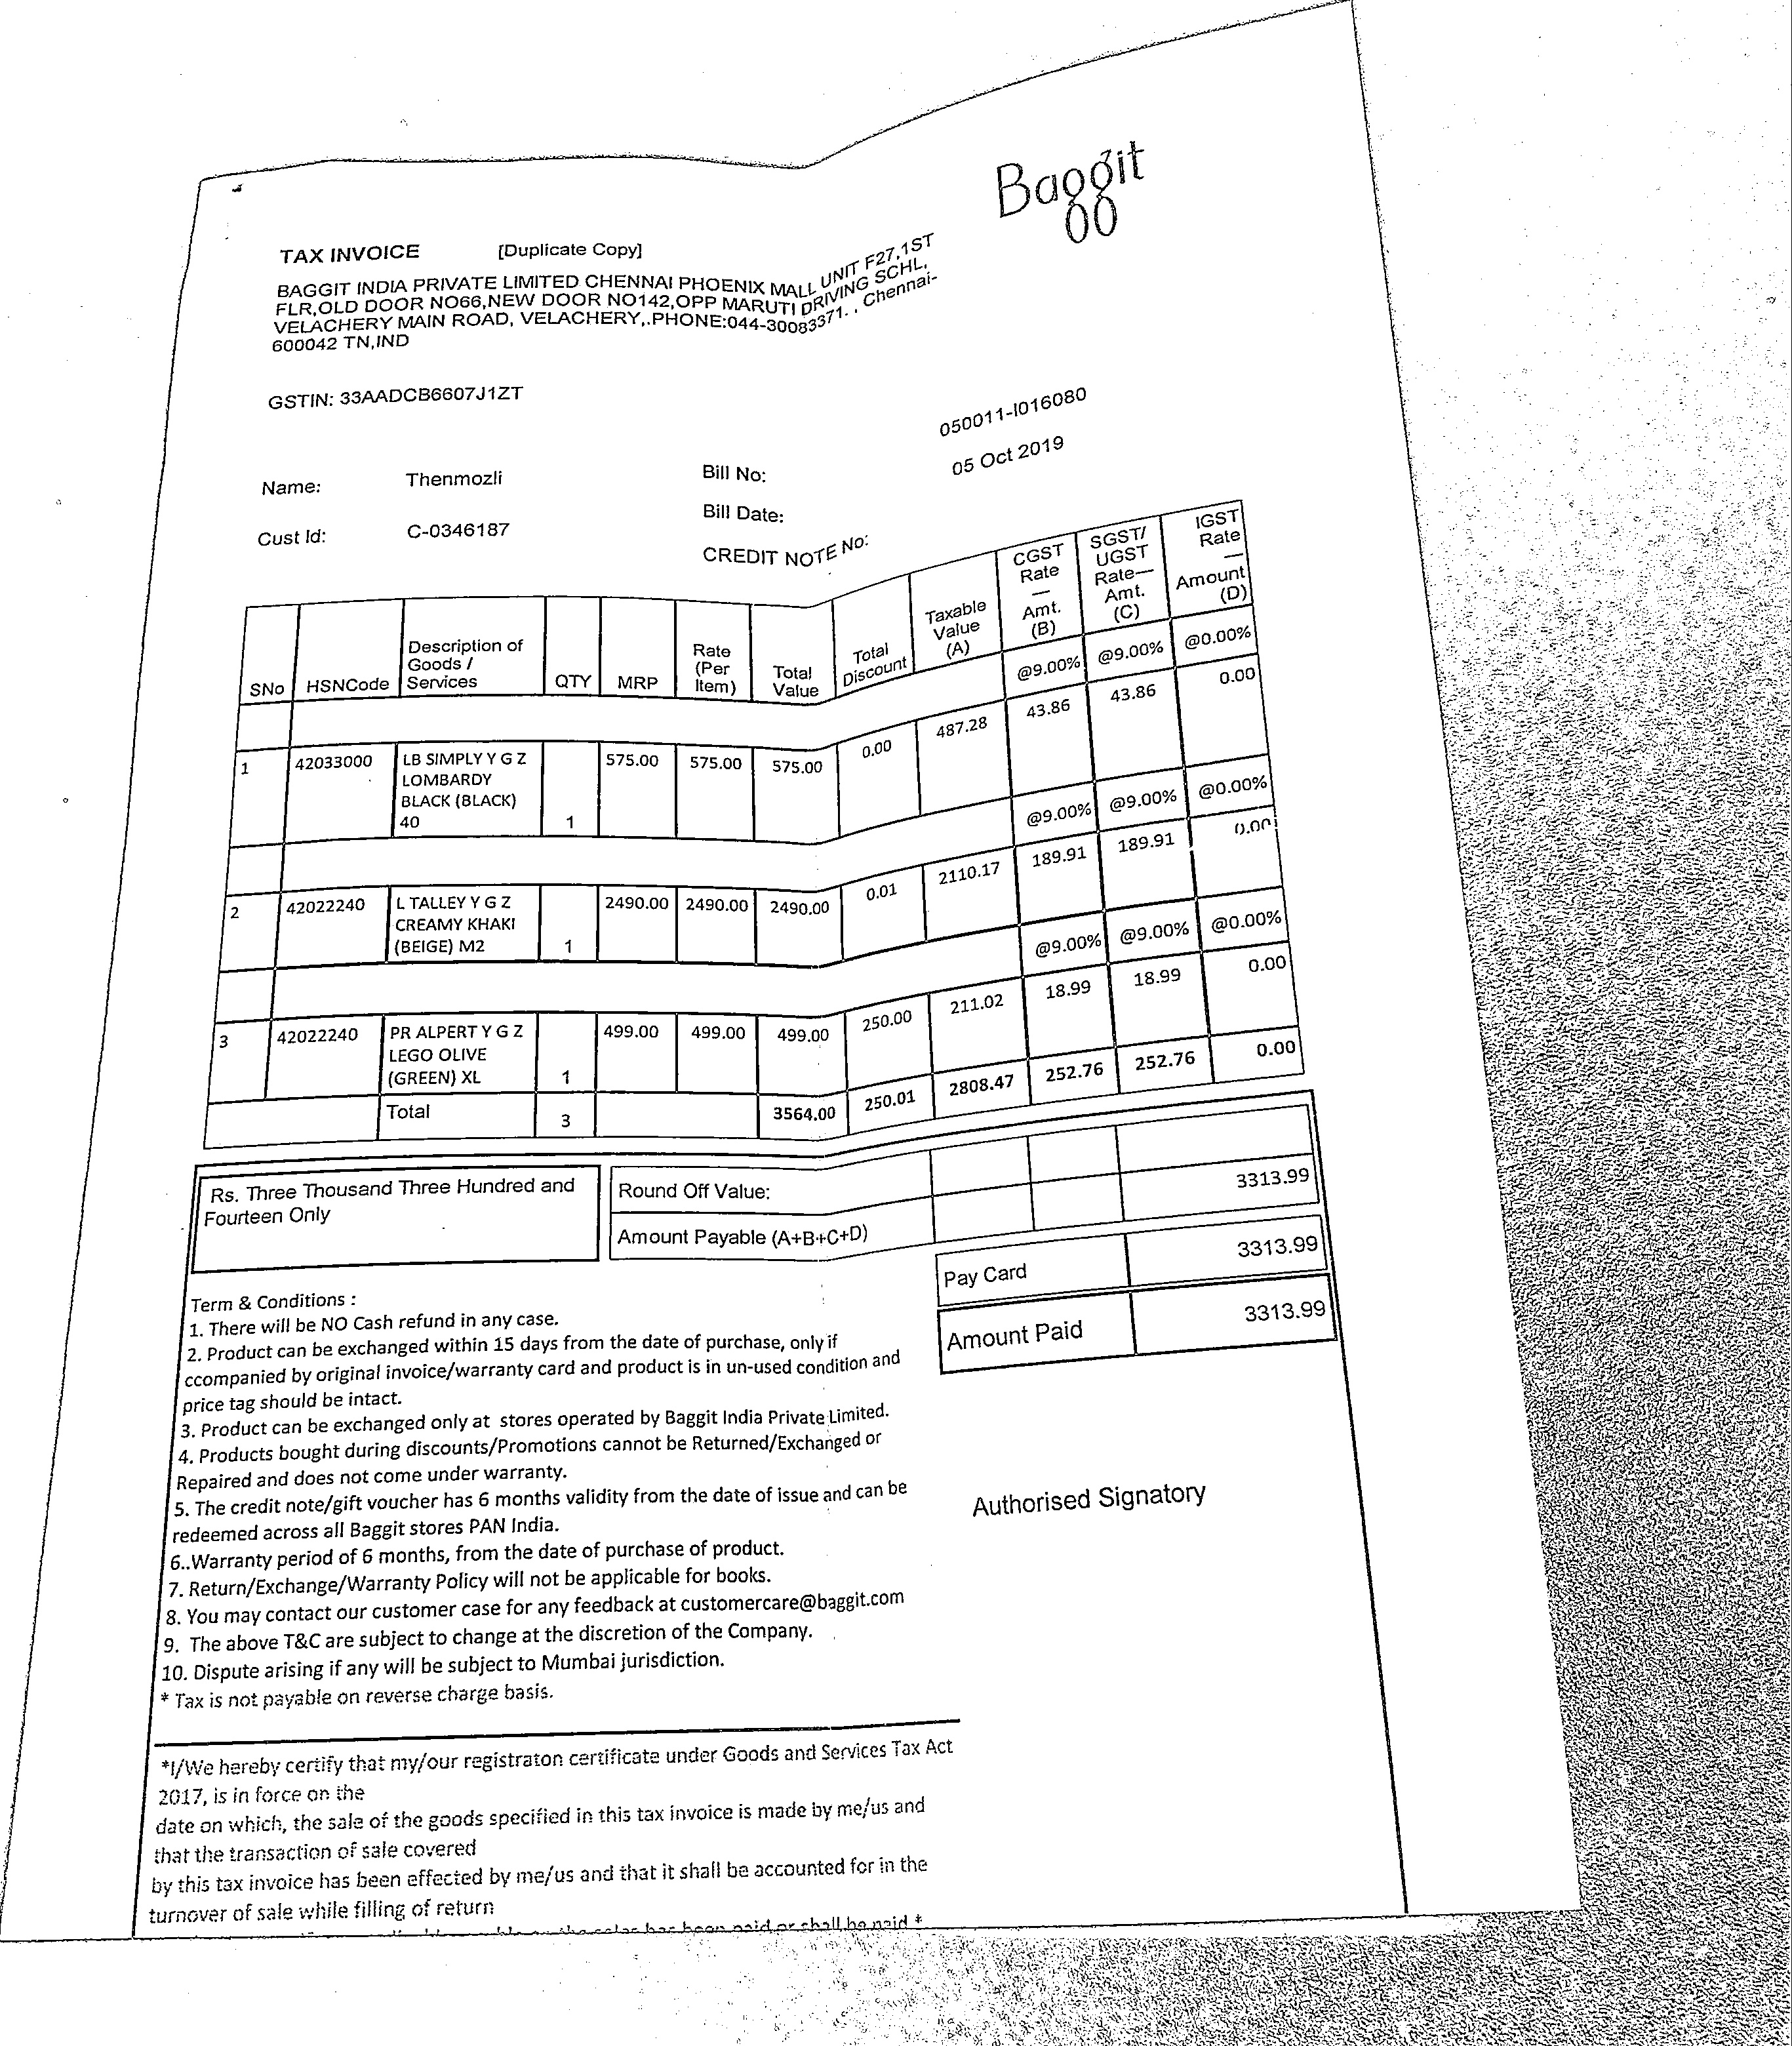 Baggit
TAX INVOICE [Duplicate Copy]
BAGGIT INDIA PRIVATE LIMITED CHENNAI PHOENIX MALL UNIT F27,1ST
FLR,OLD DOOR NO66,NEW DOOR NO142,OPP MARUTI DRIVING SCHL,
VELACHERY MAIN ROAD, VELACHERY,.PHONE:044-30083371. , Chennai-
600042 TN,IND
GSTIN: 33AADCB6607J1ZT
Name: Thenmozli Bill No: 050011-I016080
Bill Date: 05 Oct 2019
Cust Id: C-0346187
CREDIT NOTE No:
SNo HSNCode Description of Goods / Services QTY MRP Rate (Per Item) Total Value Total Discount Taxable Value (A) CGST Rate — Amt. (B) SGST/ UGST Rate— Amt. (C) IGST Rate — Amount (D)
@9.00% @9.00% @0.00%
1 42033000 LB SIMPLY Y G Z 575.00 575.00 575.00 0.00 487.28 43.86 43.86 0.00
LOMBARDY
BLACK (BLACK)
40 1
@9.00% @9.00% @0.00%
2 42022240 L TALLEY Y G Z 2490.00 2490.00 2490.00 0.01 2110.17 189.91 189.91 0.00
CREAMY KHAKI
(BEIGE) M2 1
@9.00% @9.00% @0.00%
3 42022240 PR ALPERT Y G Z 499.00 499.00 499.00 250.00 211.02 18.99 18.99 0.00
LEGO OLIVE
(GREEN) XL 1
Total 3 3564.00 250.01 2808.47 252.76 252.76 0.00
Rs. Three Thousand Three Hundred and
Fourteen Only
Round Off Value:
Amount Payable (A+B+C+D) 3313.99
Pay Card 3313.99
Amount Paid 3313.99
Term & Conditions :
1. There will be NO Cash refund in any case.
2. Product can be exchanged within 15 days from the date of purchase, only if
ccompanied by original invoice/warranty card and product is in un-used condition and
price tag should be intact.
3. Product can be exchanged only at stores operated by Baggit India Private Limited.
4. Products bought during discounts/Promotions cannot be Returned/Exchanged or
Repaired and does not come under warranty.
5. The credit note/gift voucher has 6 months validity from the date of issue and can be
redeemed across all Baggit stores PAN India.
6..Warranty period of 6 months, from the date of purchase of product.
7. Return/Exchange/Warranty Policy will not be applicable for books.
8. You may contact our customer case for any feedback at customercare@baggit.com
9. The above T&C are subject to change at the discretion of the Company.
10. Dispute arising if any will be subject to Mumbai jurisdiction.
* Tax is not payable on reverse charge basis.
Authorised Signatory
*I/We hereby certify that my/our registraton certificate under Goods and Services Tax Act
2017, is in force on the
date on which, the sale of the goods specified in this tax invoice is made by me/us and
that the transaction of sale covered
by this tax invoice has been effected by me/us and that it shall be accounted for in the
turnover of sale while filling of return
has been paid or shall be paid *